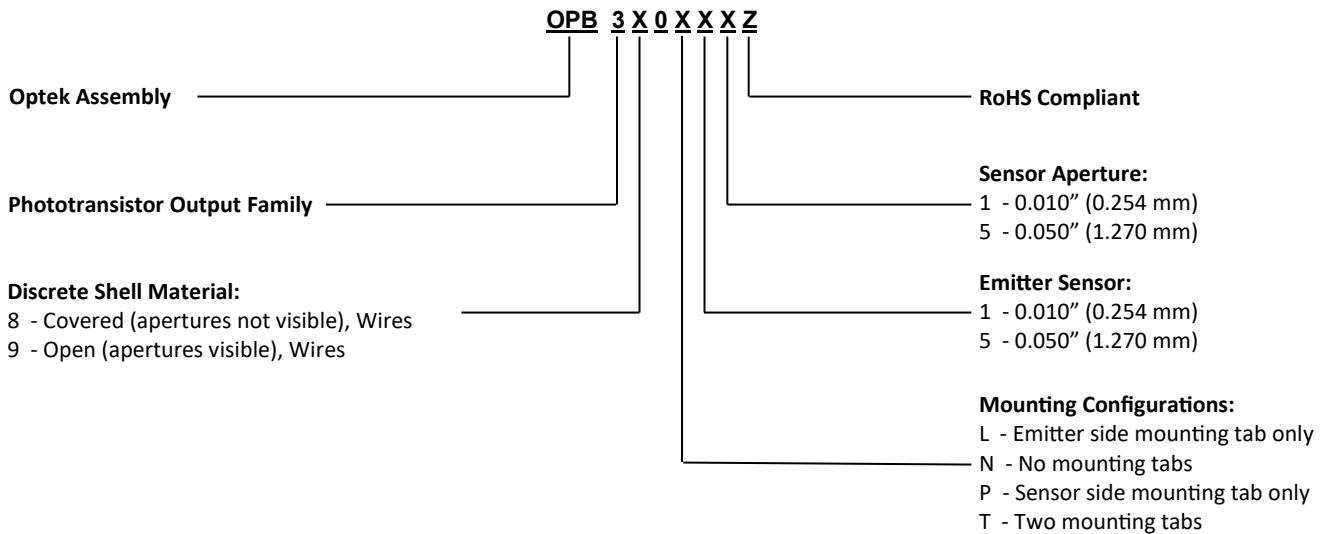 OPB 3 X 0 X X X Z
Optek Assembly
RoHS Compliant
Phototransistor Output Family
Sensor Aperture:
1 - 0.010” (0.254 mm)
5 - 0.050” (1.270 mm)
Discrete Shell Material:
8 - Covered (apertures not visible), Wires
9 - Open (apertures visible), Wires
Emitter Sensor:
1 - 0.010” (0.254 mm)
5 - 0.050” (1.270 mm)
Mounting Configurations:
L - Emitter side mounting tab only
N - No mounting tabs
P - Sensor side mounting tab only
T - Two mounting tabs